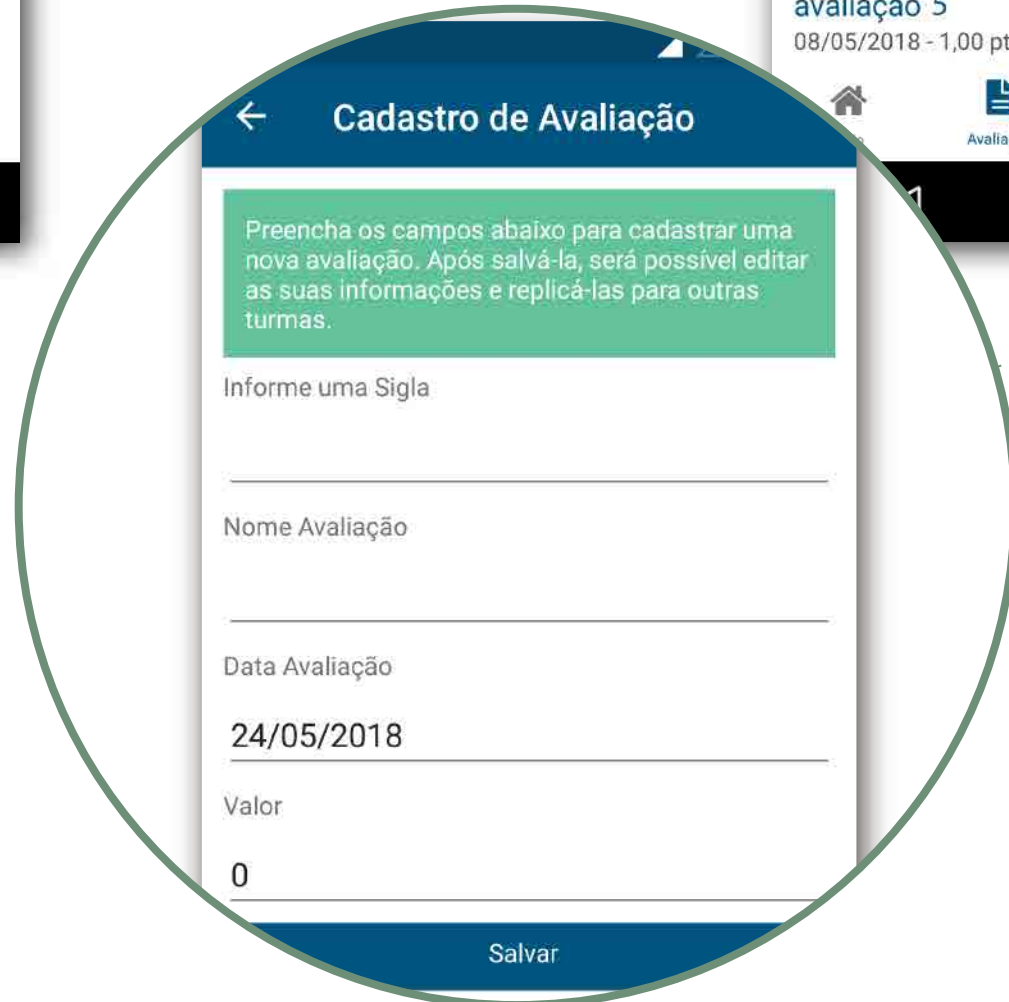 avaliação 5
08/05/2018 - 1,00 pt
Cadastro de Avaliação
Preencha os campos abaixo para cadastrar uma
nova avaliação. Após salvá-la, será possível editar
as suas informações e replicá-las para outras
turmas.
Informe uma Sigla
Nome Avaliação
Data Avaliação
24/05/2018
Valor
0
Salvar